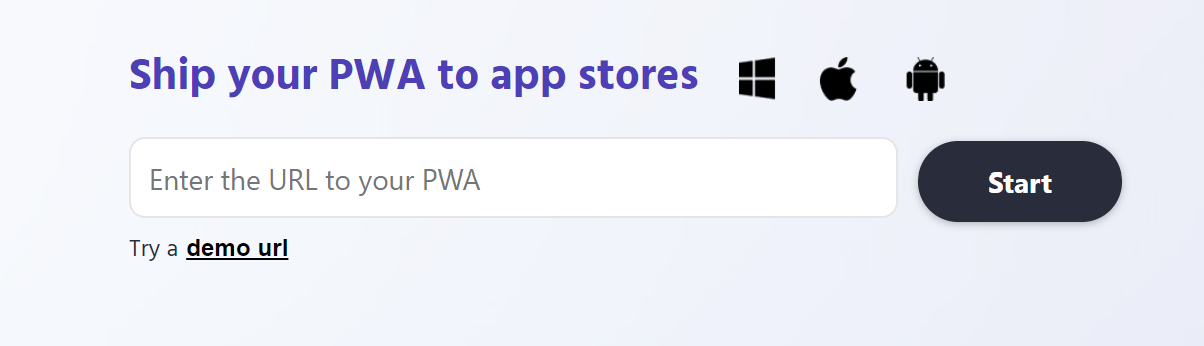 Ship your PWA to app stores
Enter the URL to your PWA
Start
Try a demo url